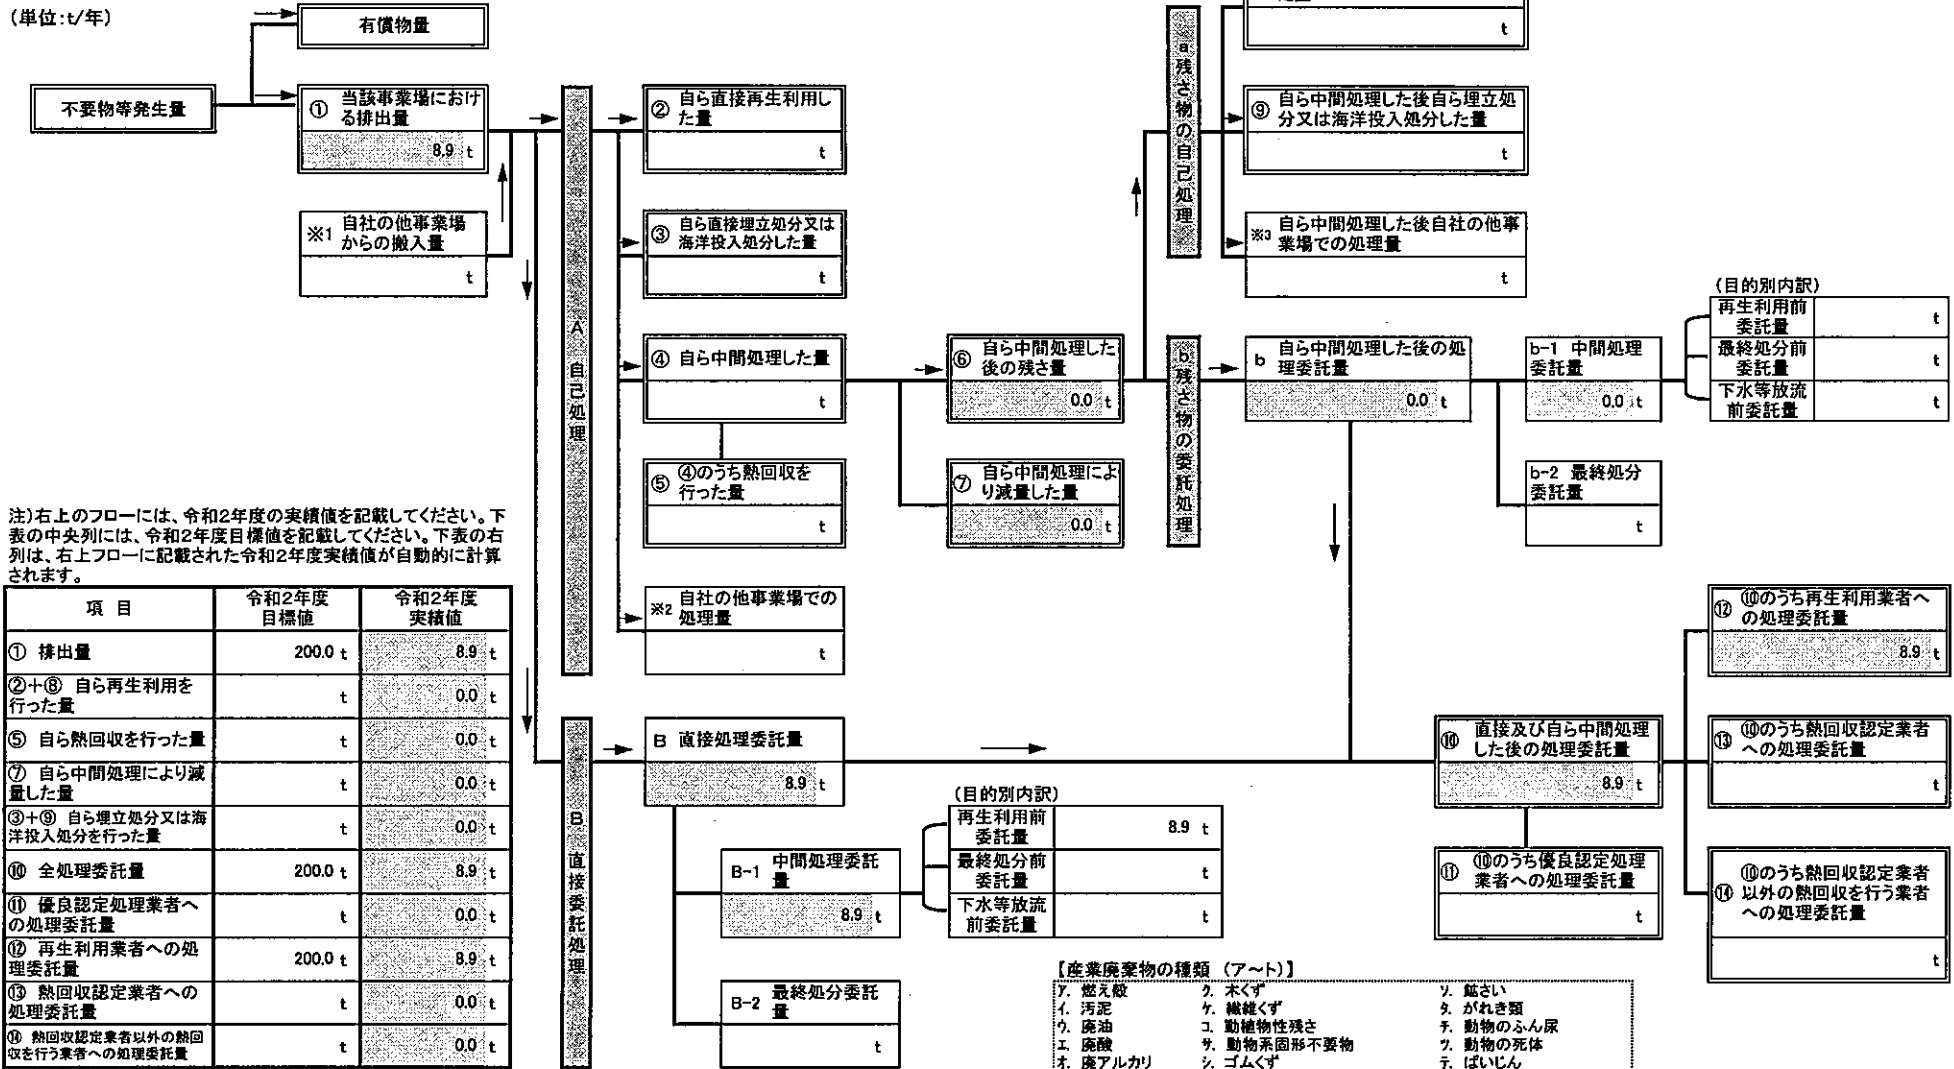 (単位:t/年)
有償物量
不要物等発生量
① 当該事業場におけ
る排出量
8.9 t
※1 自社の他事業場
からの搬入量
t
A 自己処理
② 自ら直接再生利用し
た量
t
③ 自ら直接埋立処分又は
海洋投入処分した量
t
④ 自ら中間処理した量
t
⑤ ④のうち熱回収を
行った量
t
※2 自社の他事業場での
処理量
t
⑥ 自ら中間処理した
後の残さ量
0.0 t
⑦ 自ら中間処理によ
り減量した量
0.0 t
a 残さ物の自己処理
t
⑨ 自ら中間処理した後自ら埋立処
分又は海洋投入処分した量
t
※3 自ら中間処理した後自社の他事
業場での処理量
t
b 残さ物の委託処理
b 自ら中間処理した後の処
理委託量
0.0 t
b-1 中間処理
委託量
0.0 t
b-2 最終処分
委託量
t
(目的別内訳)
再生利用前
委託量 t
最終処分前
委託量 t
下水等放流
前委託量 t
注)右上のフローには、令和2年度の実績値を記載してください。下
表の中央列には、令和2年度目標値を記載してください。下表の右
列は、右上フローに記載された令和2年度実績値が自動的に計算
されます。
項 目 令和2年度 目標値 令和2年度 実績値
① 排出量 200.0 t 8.9 t
②+⑧ 自ら再生利用を
行った量 t 0.0 t
⑤ 自ら熱回収を行った量 t 0.0 t
⑦ 自ら中間処理により減
量した量 t 0.0 t
③+⑨ 自ら埋立処分又は海
洋投入処分を行った量 t 0.0 t
⑩ 全処理委託量 200.0 t 8.9 t
⑪ 優良認定処理業者へ
の処理委託量 t 0.0 t
⑫ 再生利用業者への処
理委託量 200.0 t 8.9 t
⑬ 熱回収認定業者への
処理委託量 t 0.0 t
⑭ 熱回収認定業者以外の熱回
収を行う業者への処理委託量 t 0.0 t
B 直接委託処理
B 直接処理委託量
8.9 t
B-1 中間処理委託
量
8.9 t
B-2 最終処分委託
量
t
(目的別内訳)
再生利用前
委託量 8.9 t
最終処分前
委託量 t
下水等放流
前委託量 t
⑩ 直接及び自ら中間処理
した後の処理委託量
8.9 t
⑪ ⑩のうち優良認定処理
業者への処理委託量
t
⑫ ⑩のうち再生利用業者へ
の処理委託量
8.9 t
⑬ ⑩のうち熱回収認定業者
への処理委託量
t
⑭ ⑩のうち熱回収認定業者
以外の熱回収を行う業者
への処理委託量
t
【産業廃棄物の種類 (ア~ト)】
ア. 燃え殻 ク. 木くず ソ. 鉱さい
イ. 汚泥 ケ. 繊維くず タ. がれき類
ウ. 廃油 コ. 動植物性残さ チ. 動物のふん尿
エ. 廃酸 サ. 動物系固形不要物 ツ. 動物の死体
オ. 廃アルカリ シ. ゴムくず テ. ばいじん